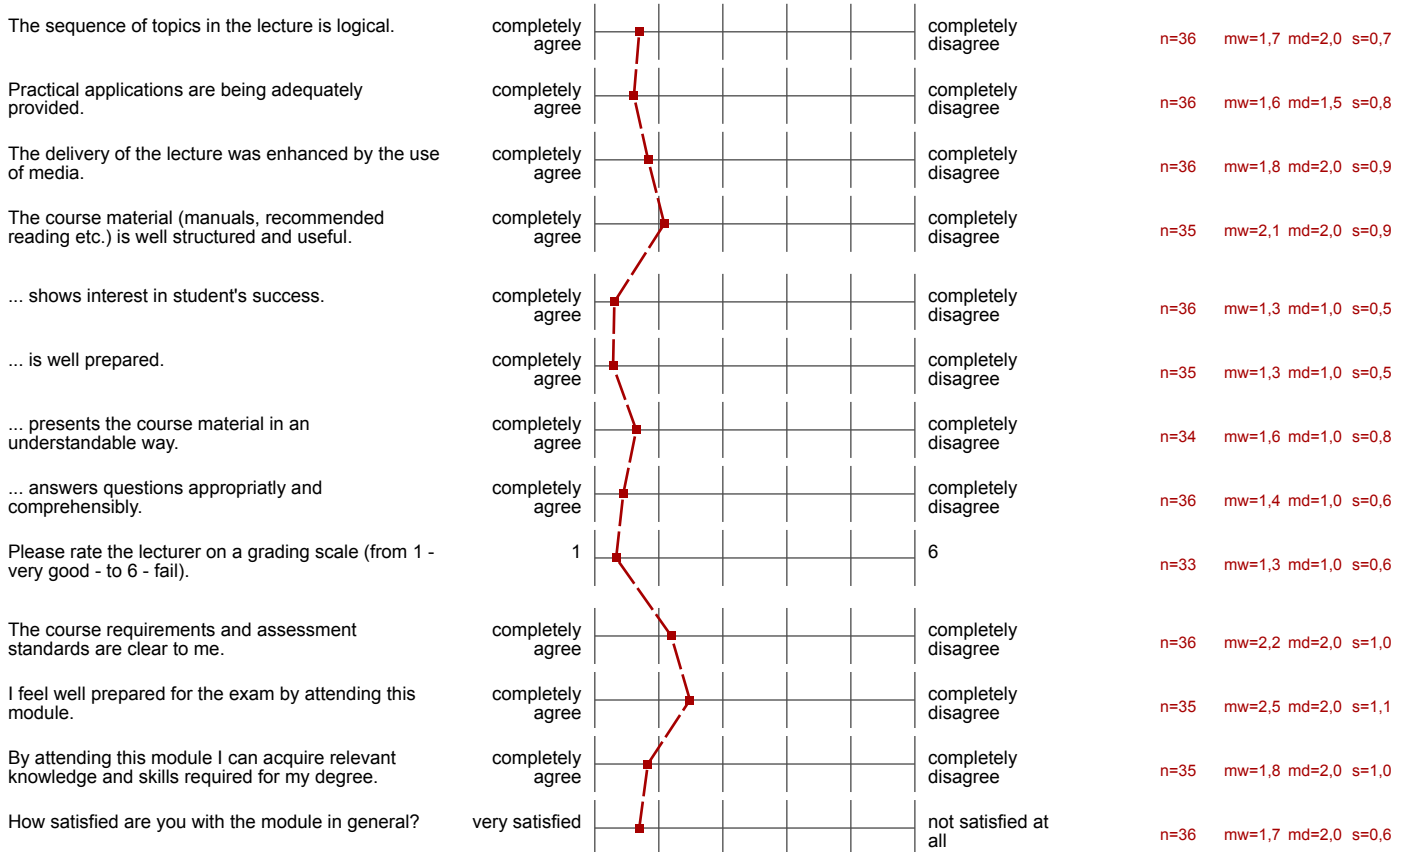 The sequence of topics in the lecture is logical.
completely
agree
completely
disagree
n=36 mw=1,7 md=2,0 s=0,7
Practical applications are being adequately
provided.
completely
agree
completely
disagree
n=36 mw=1,6 md=1,5 s=0,8
The delivery of the lecture was enhanced by the use
of media.
completely
agree
completely
disagree
n=36 mw=1,8 md=2,0 s=0,9
The course material (manuals, recommended
reading etc.) is well structured and useful.
completely
agree
completely
disagree
n=35 mw=2,1 md=2,0 s=0,9
... shows interest in student's success.
completely
agree
completely
disagree
n=36 mw=1,3 md=1,0 s=0,5
... is well prepared.
completely
agree
completely
disagree
n=35 mw=1,3 md=1,0 s=0,5
... presents the course material in an
understandable way.
completely
agree
completely
disagree
n=34 mw=1,6 md=1,0 s=0,8
... answers questions appropriatly and
comprehensibly.
completely
agree
completely
disagree
n=36 mw=1,4 md=1,0 s=0,6
Please rate the lecturer on a grading scale (from 1 -
very good - to 6 - fail).
1
6
n=33 mw=1,3 md=1,0 s=0,6
The course requirements and assessment
standards are clear to me.
completely
agree
completely
disagree
n=36 mw=2,2 md=2,0 s=1,0
I feel well prepared for the exam by attending this
module.
completely
agree
completely
disagree
n=35 mw=2,5 md=2,0 s=1,1
By attending this module I can acquire relevant
knowledge and skills required for my degree.
completely
agree
completely
disagree
n=35 mw=1,8 md=2,0 s=1,0
How satisfied are you with the module in general?
very satisfied
not satisfied at
all
n=36 mw=1,7 md=2,0 s=0,6